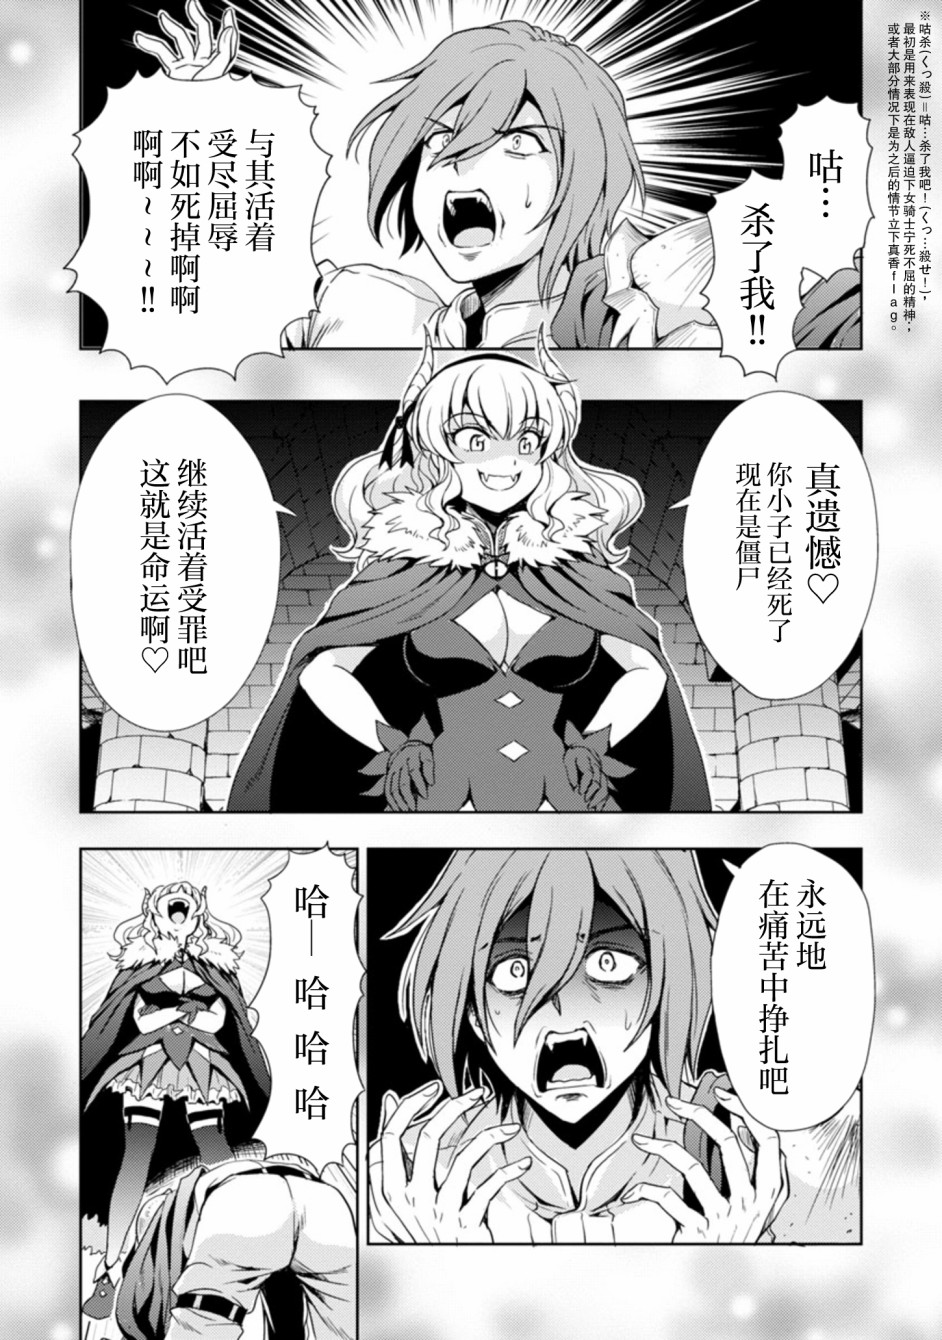 ※咕杀(くっ殺)＝咕…杀了我吧！(くっ…殺せ！)，
最初是用来表现在敌人逼迫下女骑士宁死不屈的精神；
或者大部分情况下是为之后的情节立下真香flag。
咕…
杀了我!!
与其活着
受尽屈辱
不如死掉啊啊
啊啊~~~~!!
真遗憾♡
你小子已经死了
现在是僵尸
继续活着受罪吧
这就是命运啊♡
永远地
在痛苦中挣扎吧
哈—哈哈哈